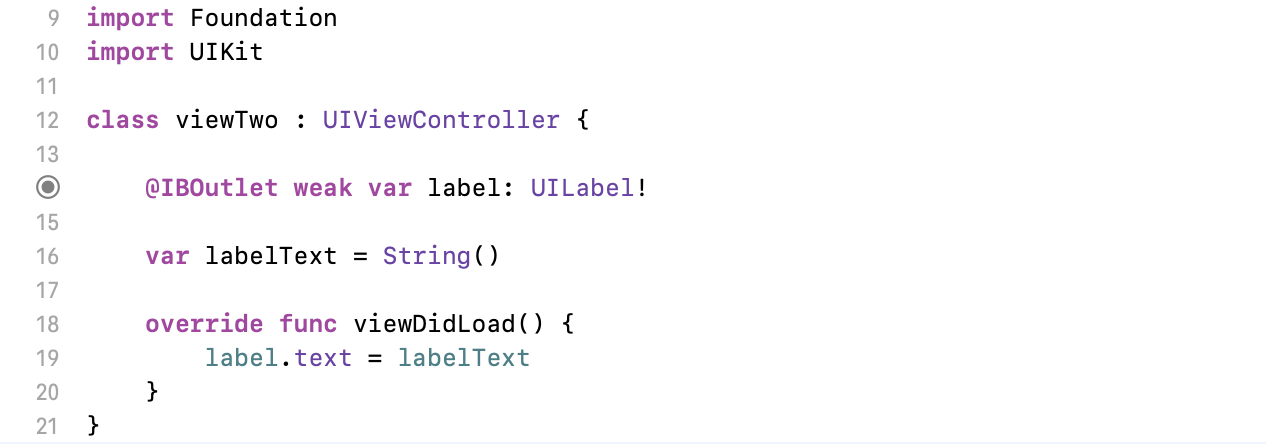 9 import Foundation
10 import UIKit
11
12 class viewTwo : UIViewController {
13
@IBOutlet weak var label: UILabel!
15
16 var labelText = String()
17
18 override func viewDidLoad() {
19 label.text = labelText
20 }
21 }